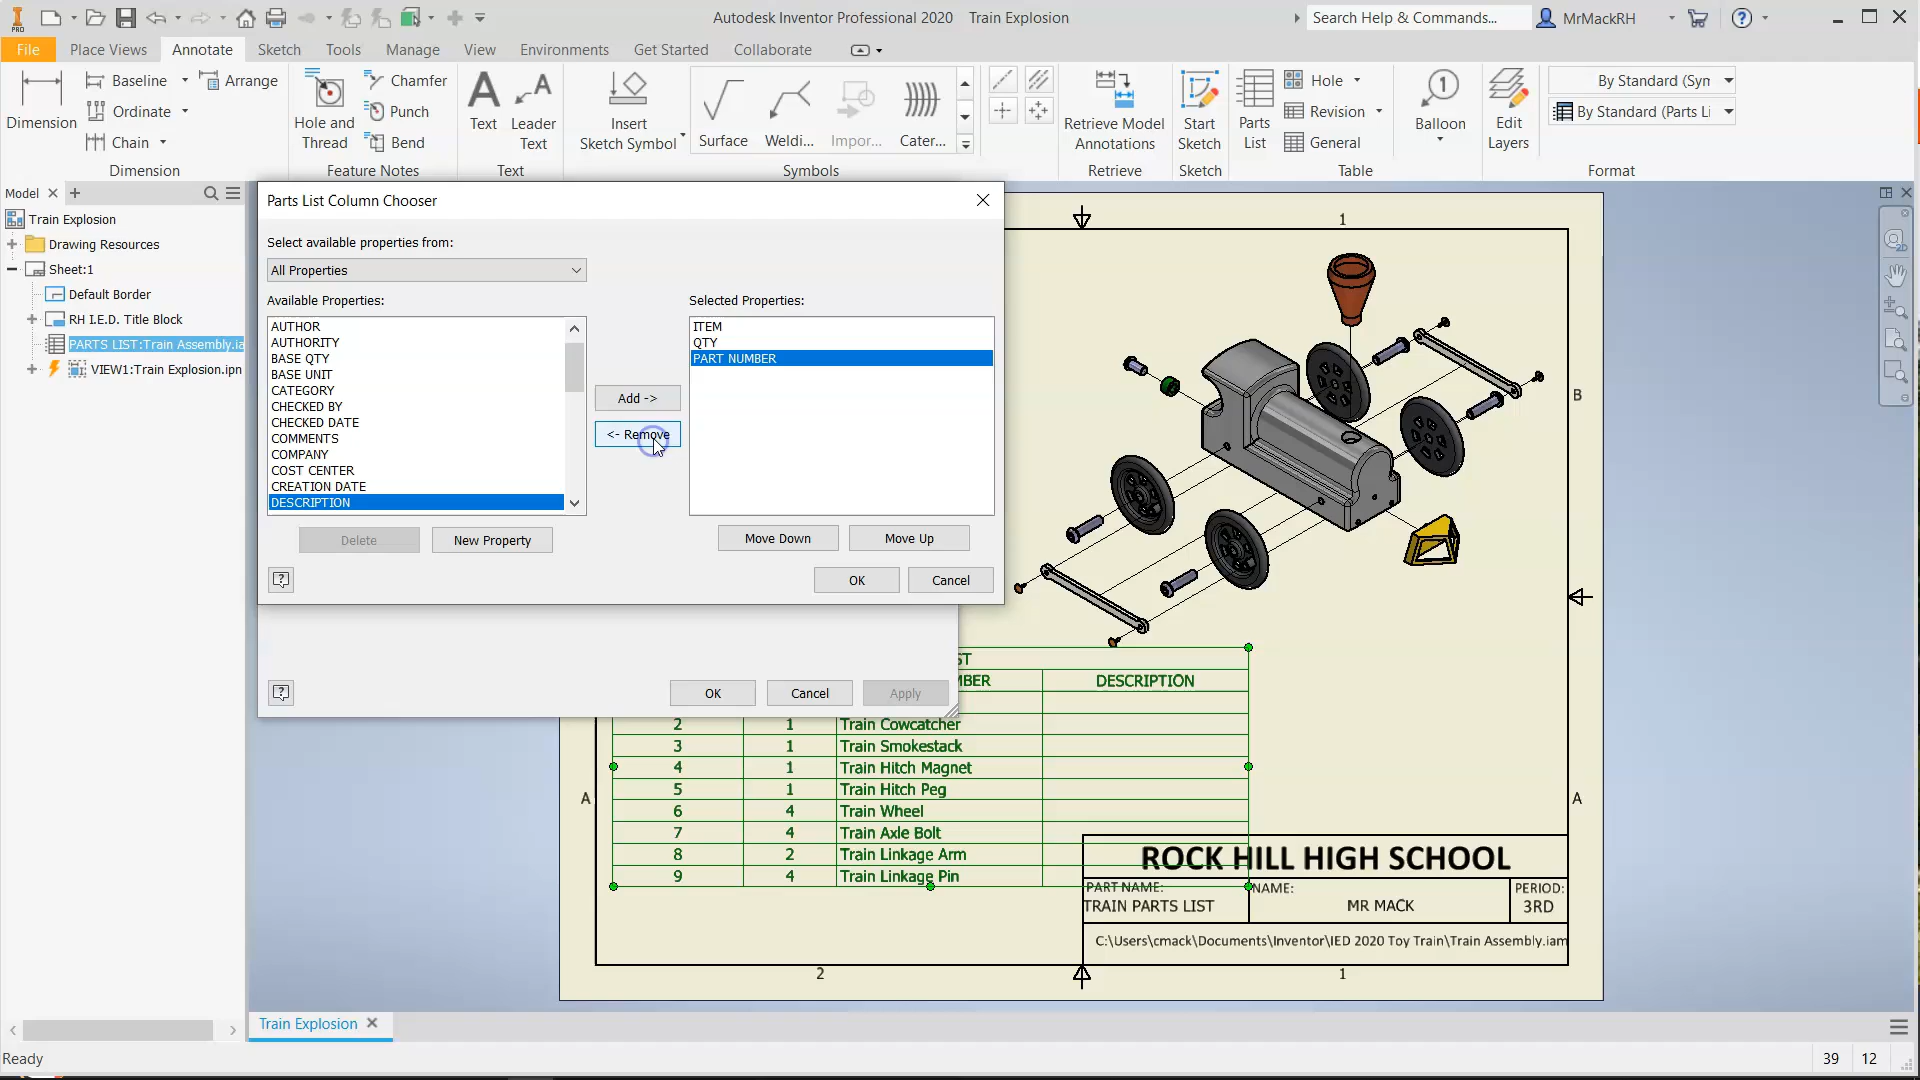 PRO
Autodesk Inventor Professional 2020 Train Explosion
Search Help & Commands...
MrMackRH
File Place Views Annotate Sketch Tools Manage View Environments Get Started Collaborate
Dimension
Baseline
Ordinate
Chain
Arrange
Dimension
Hole and
Thread
Chamfer
Punch
Bend
Feature Notes
Text
Leader
Text
Text
Insert
Sketch Symbol
Surface
Weldi...
Impor...
Cater...
Symbols
Retrieve Model
Annotations
Retrieve
Start
Sketch
Sketch
Parts
List
Hole
Revision
General
Table
Balloon
Edit
Layers
By Standard (Syn
By Standard (Parts Li
Format
Model
Train Explosion
Drawing Resources
Sheet:1
Default Border
RH I.E.D. Title Block
PARTS LIST:Train Assembly.ia
VIEW1:Train Explosion.ipn
Parts List Column Chooser
Select available properties from:
All Properties
Available Properties:
AUTHOR
AUTHORITY
BASE QTY
BASE UNIT
CATEGORY
CHECKED BY
CHECKED DATE
COMMENTS
COMPANY
COST CENTER
CREATION DATE
DESCRIPTION
Add ->
<- Remove
Selected Properties:
ITEM
QTY
PART NUMBER
Delete
New Property
Move Down
Move Up
OK
Cancel
OK
Cancel
Apply
1
B
ST
MBER DESCRIPTION
2 1 Train Cowcatcher
3 1 Train Smokestack
4 1 Train Hitch Magnet
5 1 Train Hitch Peg
6 4 Train Wheel
7 4 Train Axle Bolt
8 2 Train Linkage Arm
9 4 Train Linkage Pin
A
A
ROCK HILL HIGH SCHOOL
PART NAME:
TRAIN PARTS LIST
NAME:
MR MACK
PERIOD:
3RD
C:\Users\cmack\Documents\Inventor\IED 2020 Toy Train\Train Assembly.iam
2
1
Train Explosion
Ready
39 12